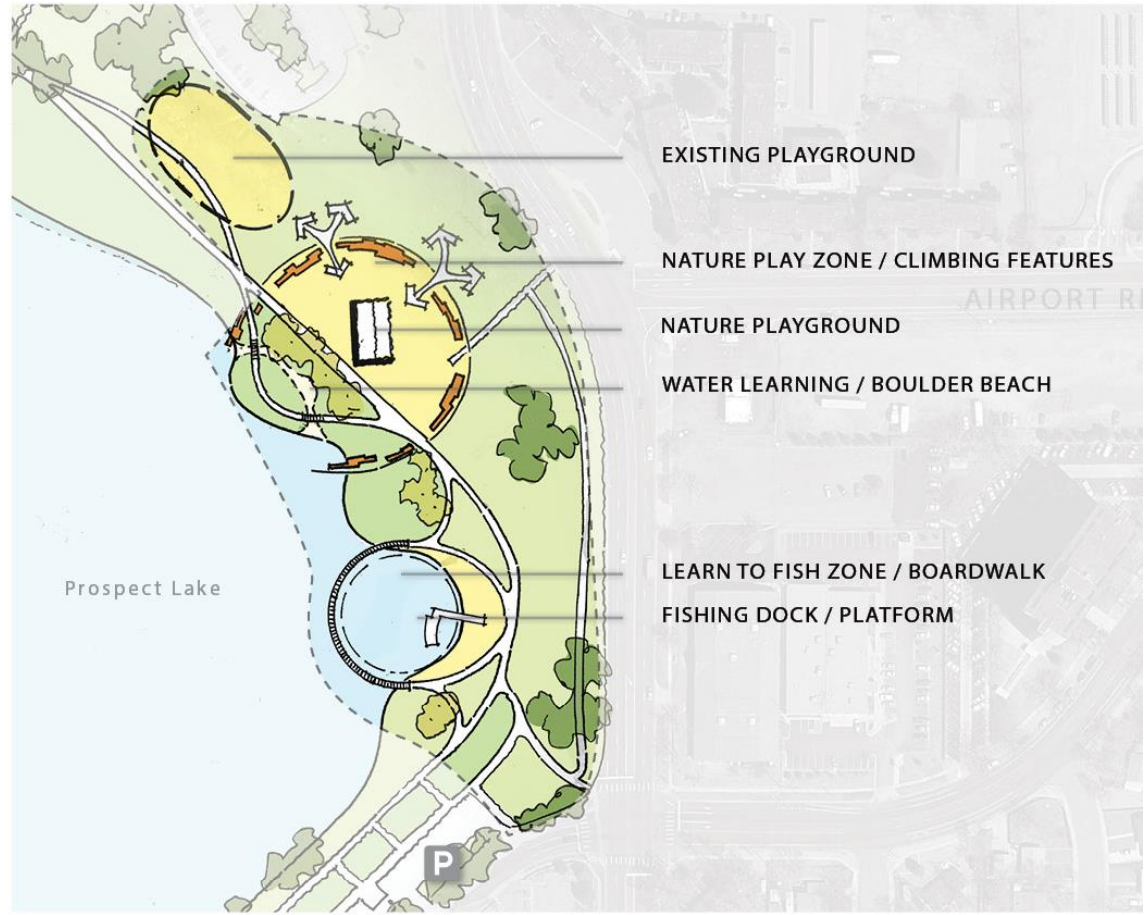 EXISTING PLAYGROUND
NATURE PLAY ZONE / CLIMBING FEATURES
AIRPORT R
NATURE PLAYGROUND
WATER LEARNING / BOULDER BEACH
LEARN TO FISH ZONE / BOARDWALK
Prospect Lake
FISHING DOCK / PLATFORM
P